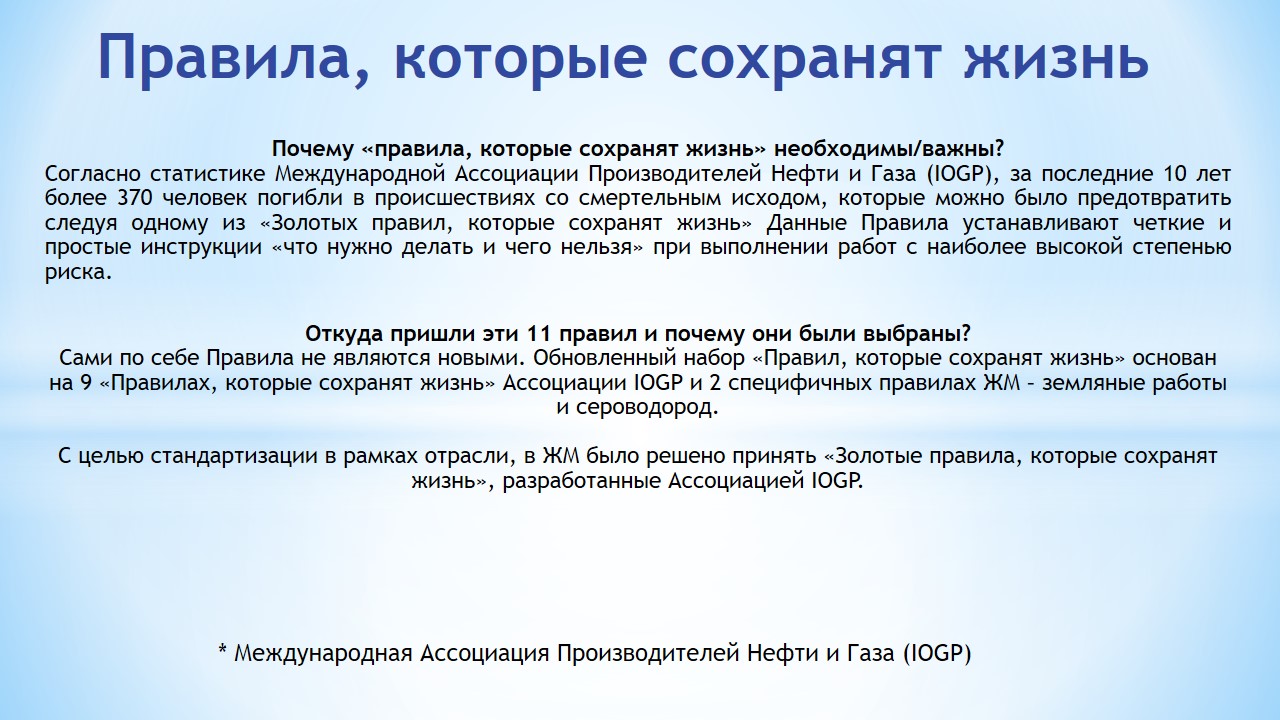 Правила, которые сохранят жизнь
Почему «правила, которые сохранят жизнь» необходимы/важны?
Согласно статистике Международной Ассоциации Производителей Нефти и Газа (IOGP), за последние 10 лет
более 370 человек погибли в происшествиях со смертельным исходом, которые можно было предотвратить
следуя одному из «Золотых правил, которые сохранят жизнь» Данные Правила устанавливают четкие и
простые инструкции «что нужно делать и чего нельзя» при выполнении работ с наиболее высокой степенью
риска.
Откуда пришли эти 11 правил и почему они были выбраны?
Сами по себе Правила не являются новыми. Обновленный набор «Правил, которые сохранят жизнь» основан
на 9 «Правилах, которые сохранят жизнь» Ассоциации IOGP и 2 специфичных правилах ЖМ – земляные работы
и сероводород.
С целью стандартизации в рамках отрасли, в ЖМ было решено принять «Золотые правила, которые сохранят
жизнь», разработанные Ассоциацией IOGP.
* Международная Ассоциация Производителей Нефти и Газа (IOGP)